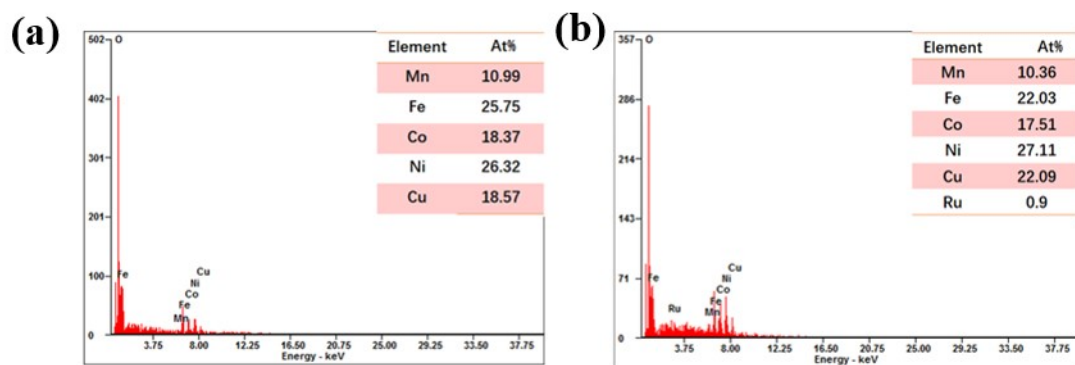 (a)
502
O
402
301
201
100
0
Fe
Mn
Fe
Co
Ni
Cu
3.75
8.00
12.25
16.50
20.75
25.00
29.25
33.50
37.75
Energy - keV
Element At%
Mn 10.99
Fe 25.75
Co 18.37
Ni 26.32
Cu 18.57
(b)
357
O
286
214
143
71
0
Fe
Ru
Mn
Fe
Co
Ni
Cu
3.75
8.00
12.25
16.50
20.75
25.00
29.25
33.50
37.75
Energy - keV
Element At%
Mn 10.36
Fe 22.03
Co 17.51
Ni 27.11
Cu 22.09
Ru 0.9